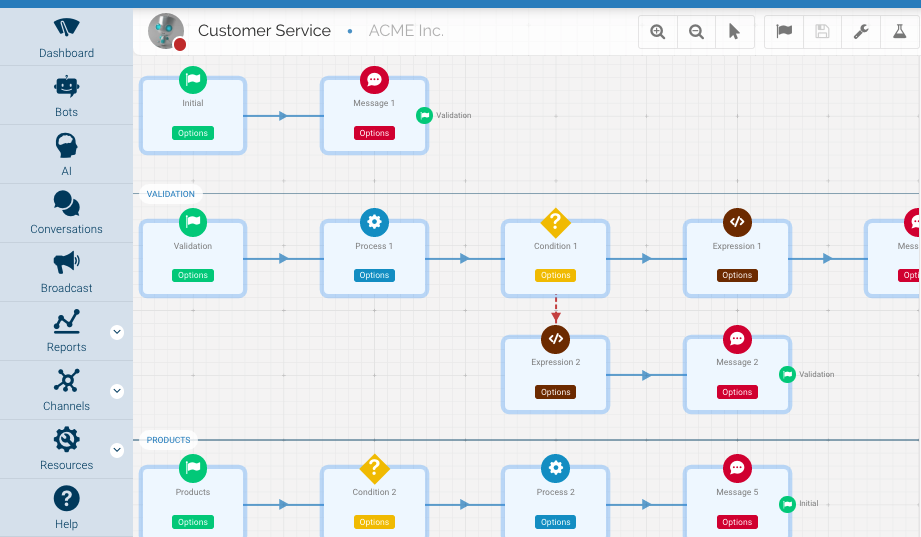 Customer Service • ACME Inc.
Dashboard
Bots
AI
Conversations
Broadcast
Reports
Channels
Resources
Help
Initial
Options
Message 1
Options
Validation
VALIDATION
Validation
Options
Process 1
Options
Condition 1
Options
Expression 1
Options
Expression 2
Options
Message 2
Options
Validation
PRODUCTS
Products
Options
Condition 2
Options
Process 2
Options
Message 5
Options
Initial